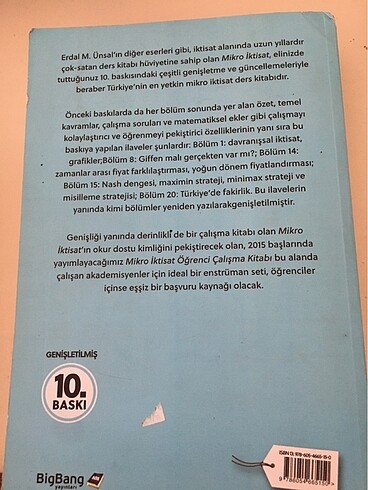 Erdal M. Ünsal'ın diğer eserleri gibi, iktisat alanında uzun yıllardır
çok-satan ders kitabı hüviyetine sahip olan Mikro İktisat, elinizde
tuttuğunuz 10. baskısındaki çeşitli genişletme ve güncellemeleriyle
beraber Türkiye'nin en yetkin mikro iktisat ders kitabıdır.
Önceki baskılarda da her bölüm sonunda yer alan özet, temel
kavramlar, çalışma soruları ve matematiksel ekler gibi çalışmayı
kolaylaştırıcı ve öğrenmeyi pekiştirici özelliklerinin yanı sıra bu
baskıya yapılan ilaveler şunlardır: Bölüm 1: davranışsal iktisat,
grafikler;Bölüm 8: Giffen malı gerçekten var mı?; Bölüm 14:
zamanlar arası fiyat farklılaştırması, yoğun dönem fiyatlandırması;
Bölüm 15: Nash dengesi, maximin strateji, minimax strateji ve
misilleme stratejisi; Bölüm 20: Türkiye'de fakirlik. Bu ilavelerin
yanında kimi bölümler yeniden yazılarakgenişletilmiştir.
Genişliği yanında derinlikli de bir çalışma kitabı olan Mikro
İktisat'ın okur dostu kimliğini pekiştirecek olan, 2015 başlarında
yayımlayacağımız Mikro İktisat Öğrenci Çalışma Kitabı bu alanda
çalışan akademisyenler için ideal bir enstrüman seti, öğrenciler
içinse eşsiz bir başvuru kaynağı olacak.
GENİŞLETİLMİŞ
10.
BASKI
BigBang
yayınları
ISBN 13: 978-605-4665-15-0
9786054665150